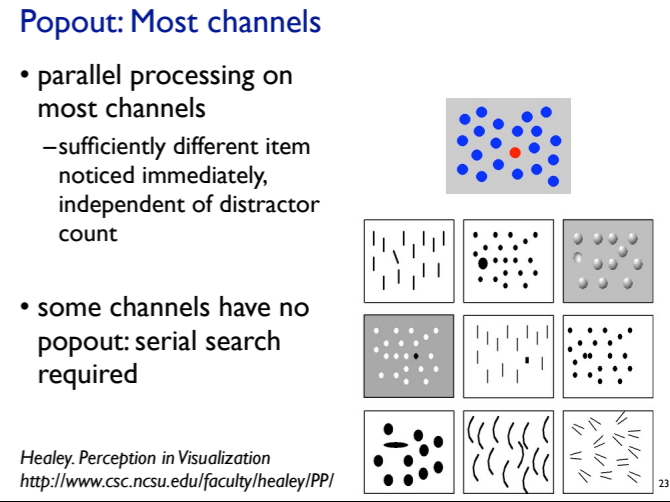 Popout: Most channels
• parallel processing on
most channels
–sufficiently different item
noticed immediately,
independent of distractor
count
• some channels have no
popout: serial search
required
Healey. Perception in Visualization
http://www.csc.ncsu.edu/faculty/healey/PP/
23